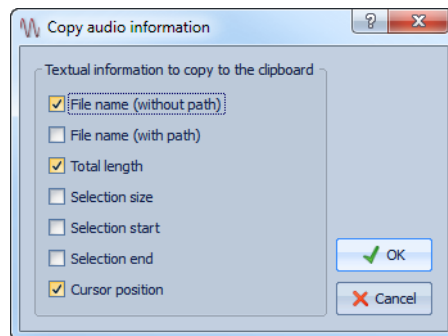 Copy audio information
Textual information to copy to the clipboard
File name (without path)
File name (with path)
Total length
Selection size
Selection start
Selection end
Cursor position
OK
Cancel